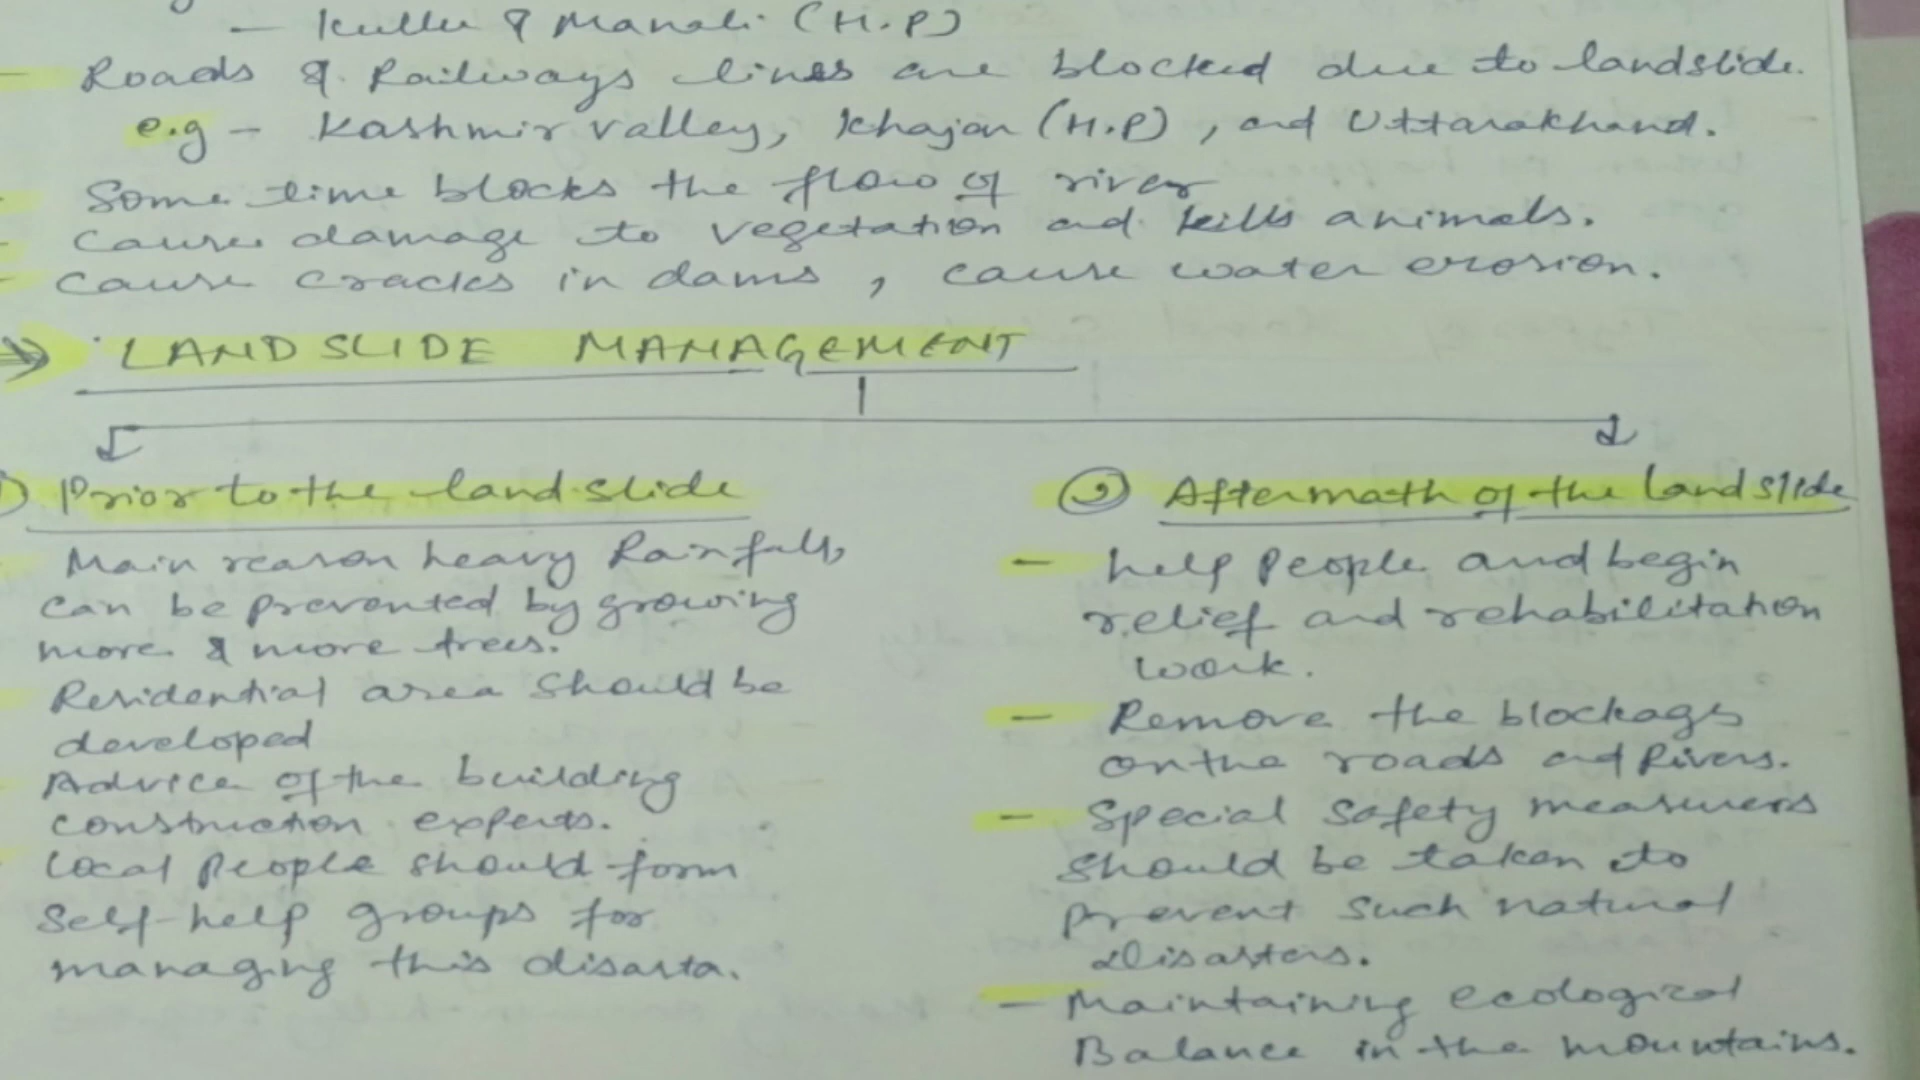 - Kullu & Manali (H.P)
- Roads & Railways lines are blocked due to landslide.
e.g - Kashmir valley, Khajan (H.P), and Uttarakhand.
Some time blocks the flow of river
- cause damage to vegetation and kills animals.
- cause cracks in dams, cause water erosion.
⇒ LANDSLIDE MANAGEMENT
1) Prior to the landslide
Main reason heavy Rainfall,
can be prevented by growing
more & more trees.
Residential area should be
developed
Advice of the building
construction experts.
Local people should form
Self-help groups for
managing this disasta.
② Aftermath of the landslide
- help people and begin
relief and rehabilitation
work.
- Remove the blockags
on the roads and Rivers.
- Special safety measurers
should be taken to
prevent such natural
disasters.
- Maintaining ecological
Balance in the mountains.